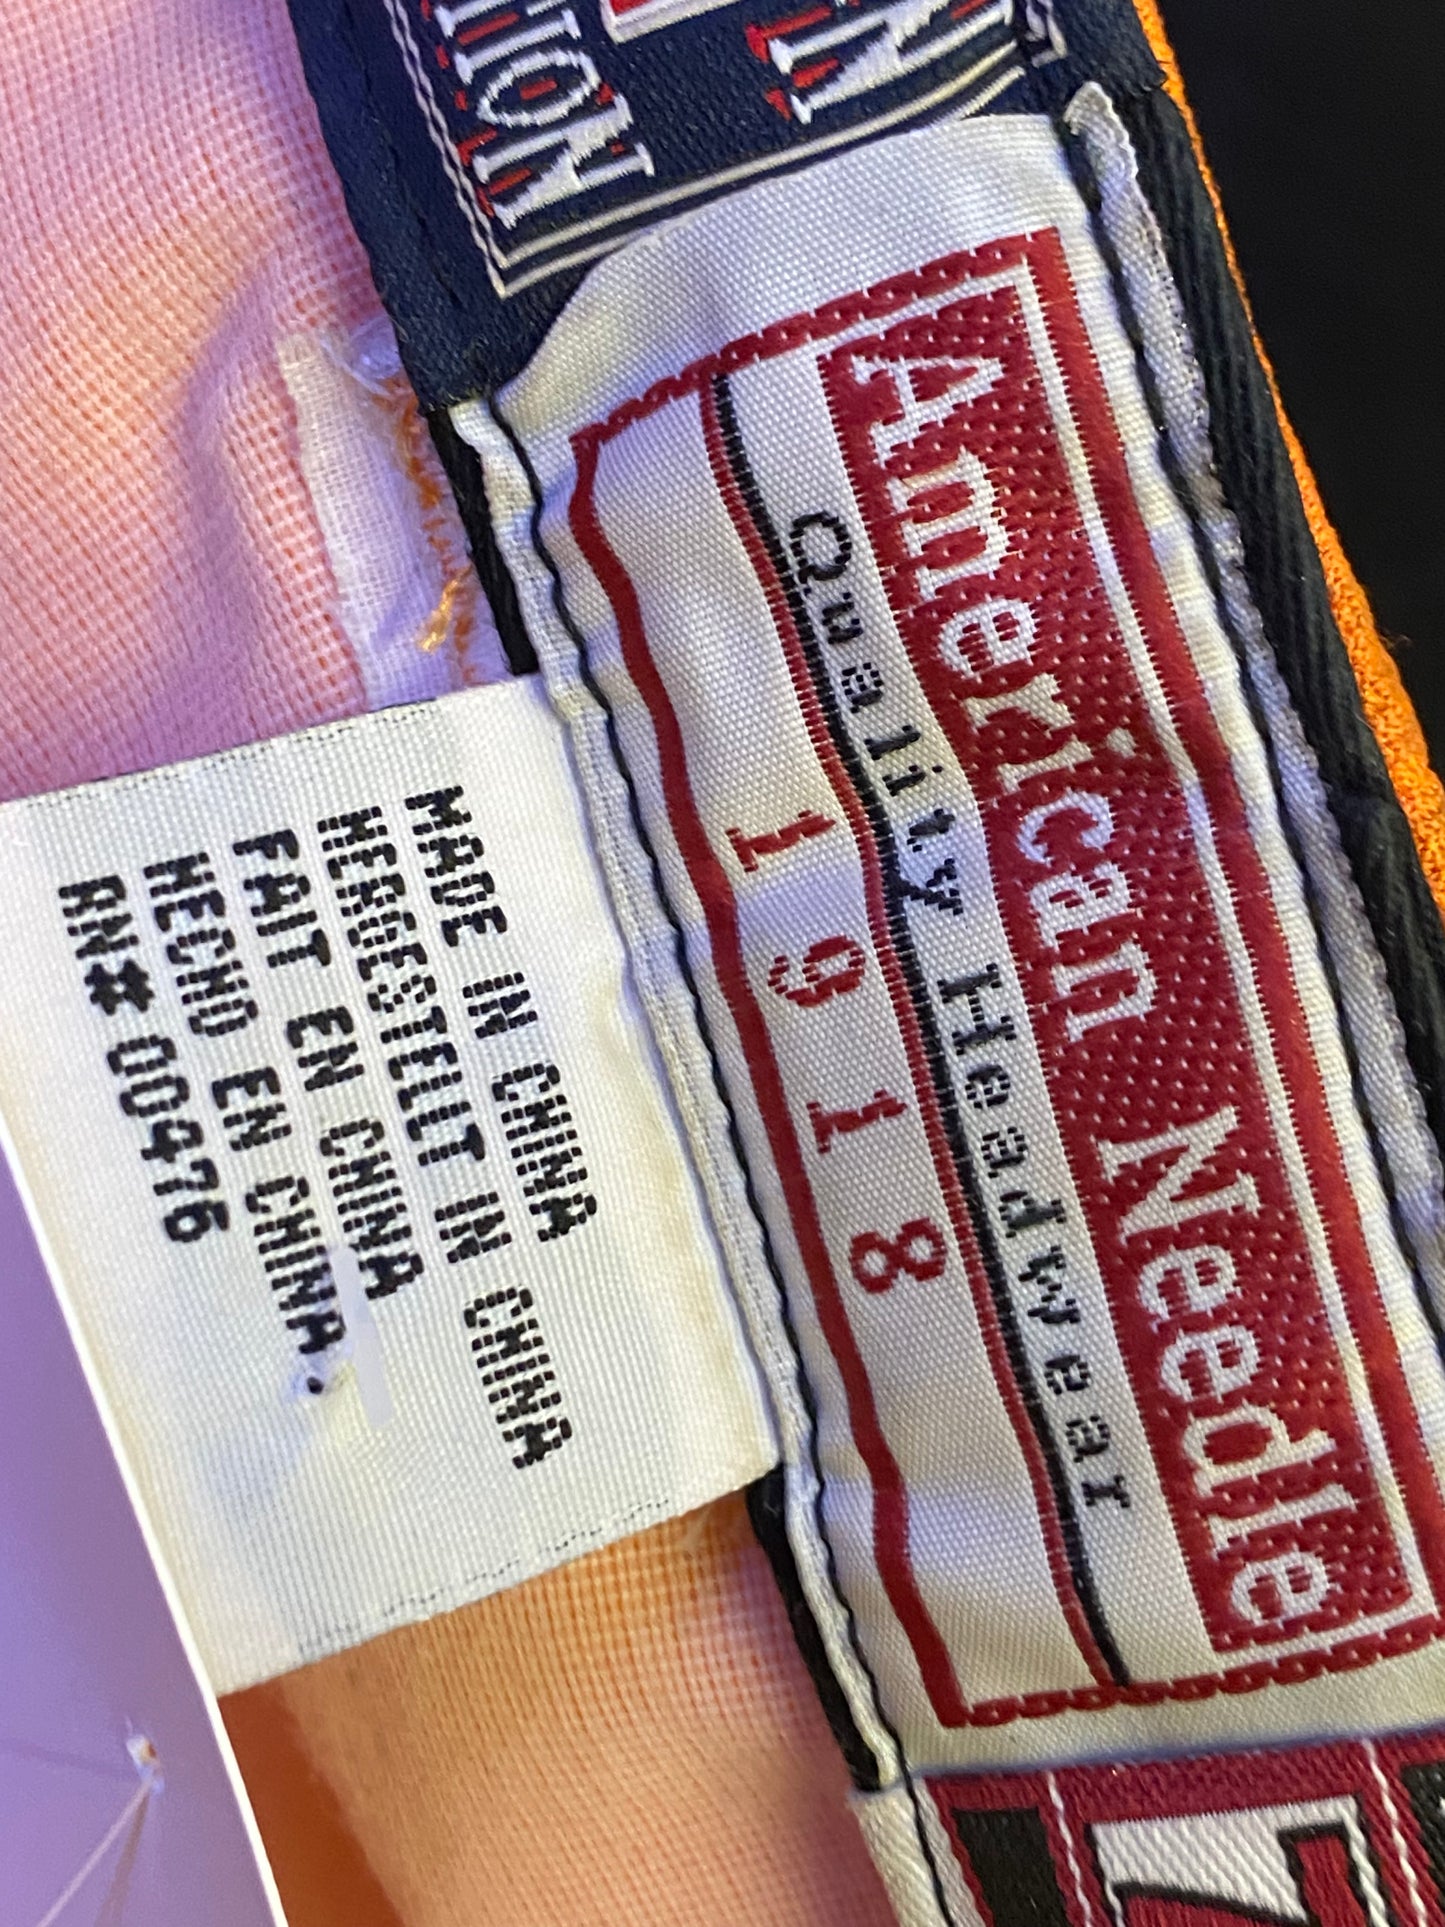 American Needle
Quality Headwear
1918
MADE IN CHINA
HERGESTELLT IN CHINA
FAIT EN CHINA
HECHO EN CHINA
RN# 00476